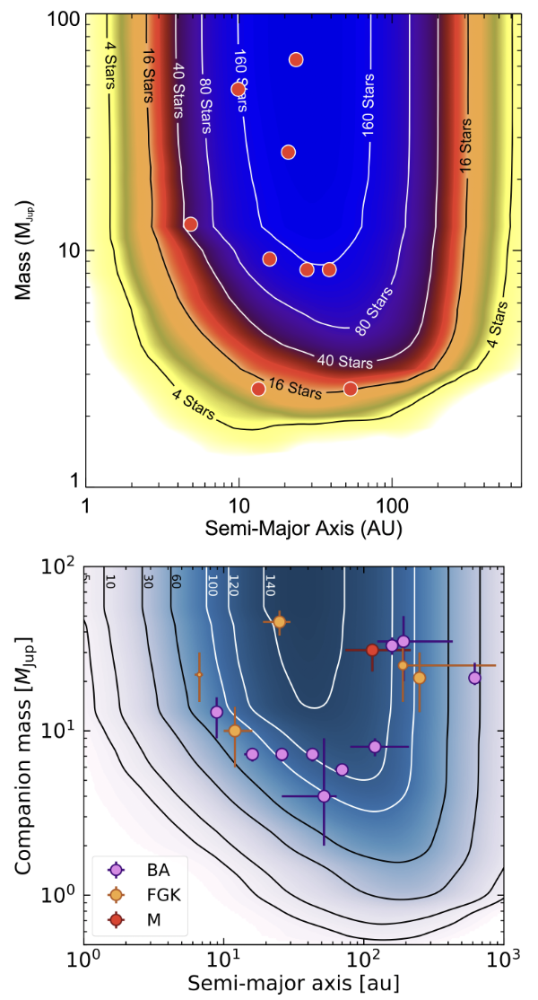 100
4 Stars
16 Stars
40 Stars
80 Stars
160 Stars
160 Stars
16 Stars
Mass (M_Jup)
10
80 Stars
4 Stars
40 Stars
16 Stars
4 Stars
1
1
10
100
Semi-Major Axis (AU)
10²
5
10
30
60
100
120
140
Companion mass [M_Jup]
10¹
10⁰
BA
FGK
M
10⁰
10¹
10²
10³
Semi-major axis [au]